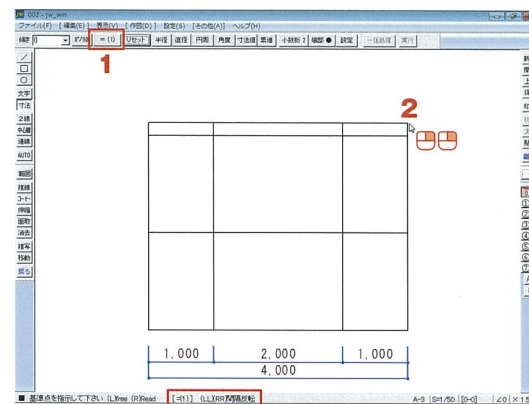 002 - jw_win
ファイル(F) [編集(E)] 表示(V) [作図(D)] 設定(S) [その他(A)] ヘルプ(H)
傾き 0 0°/90° =(1) リセット 半径 直径 円周 角度 寸法値 累進 小数桁 2 端部● 設定 一括処理 実行
1
文字
寸法
2線
中心線
連線
AUTO
範囲
複線
コーナー
伸縮
面取
消去
複写
移動
戻る
2
1,000 2,000 1,000
4,000
■ 基準点を指示して下さい (L)free (R)Read [=(1)] (LL)(RR)間隔反転 A-3 S=1/50 [0-0] ∠0